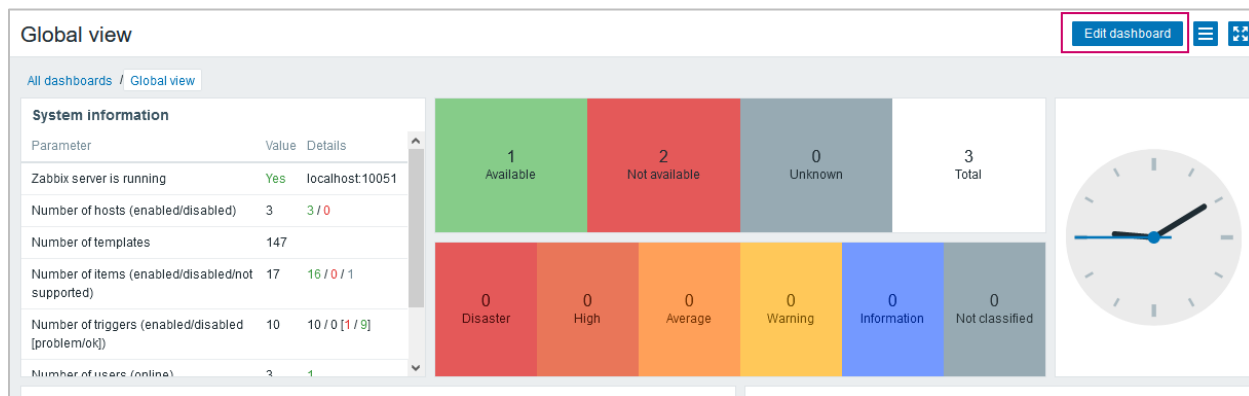 Global view
Edit dashboard
All dashboards / Global view
System information
Parameter Value Details
Zabbix server is running Yes localhost:10051
Number of hosts (enabled/disabled) 3 3 / 0
Number of templates 147
Number of items (enabled/disabled/not 17 16 / 0 / 1
supported)
Number of triggers (enabled/disabled 10 10 / 0 [1 / 9]
[problem/ok])
Number of users (online) 3 1
1 2 0 3
Available Not available Unknown Total
0 0 0 0 0 0
Disaster High Average Warning Information Not classified